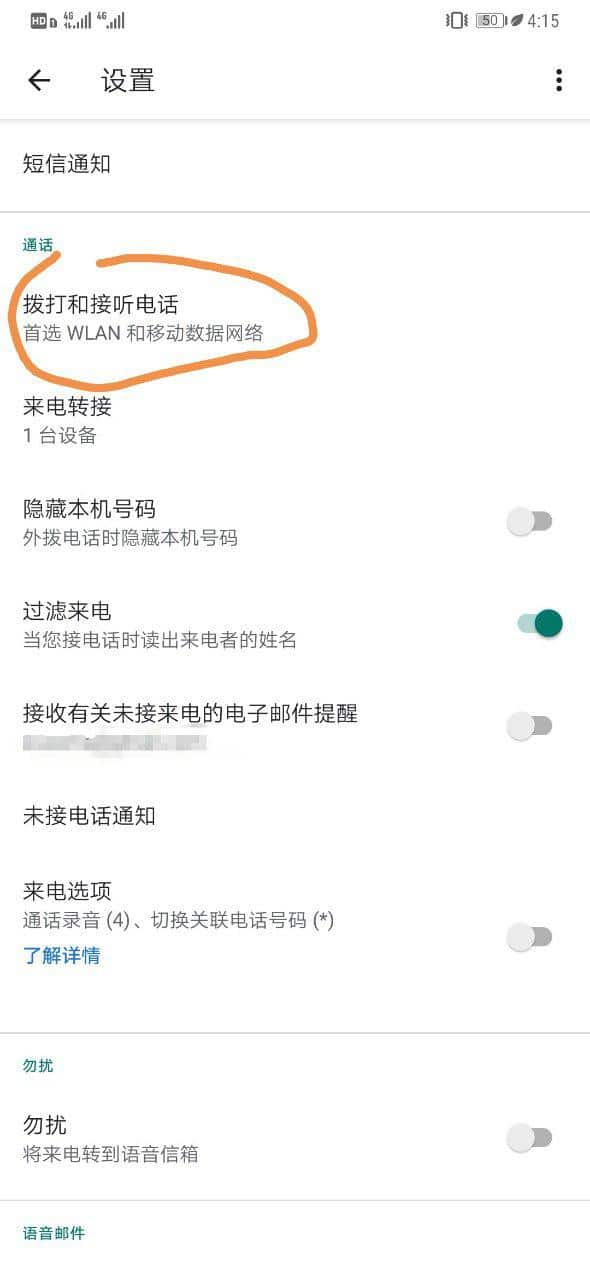 HD 4G 4G 50 4:15
设置
短信通知
通话
拨打和接听电话
首选 WLAN 和移动数据网络
来电转接
1 台设备
隐藏本机号码
外拨电话时隐藏本机号码
过滤来电
当您接电话时读出来电者的姓名
接收有关未接来电的电子邮件提醒
未接电话通知
来电选项
通话录音 (4)、切换关联电话号码 (*)
了解详情
勿扰
勿扰
将来电转到语音信箱
语音邮件